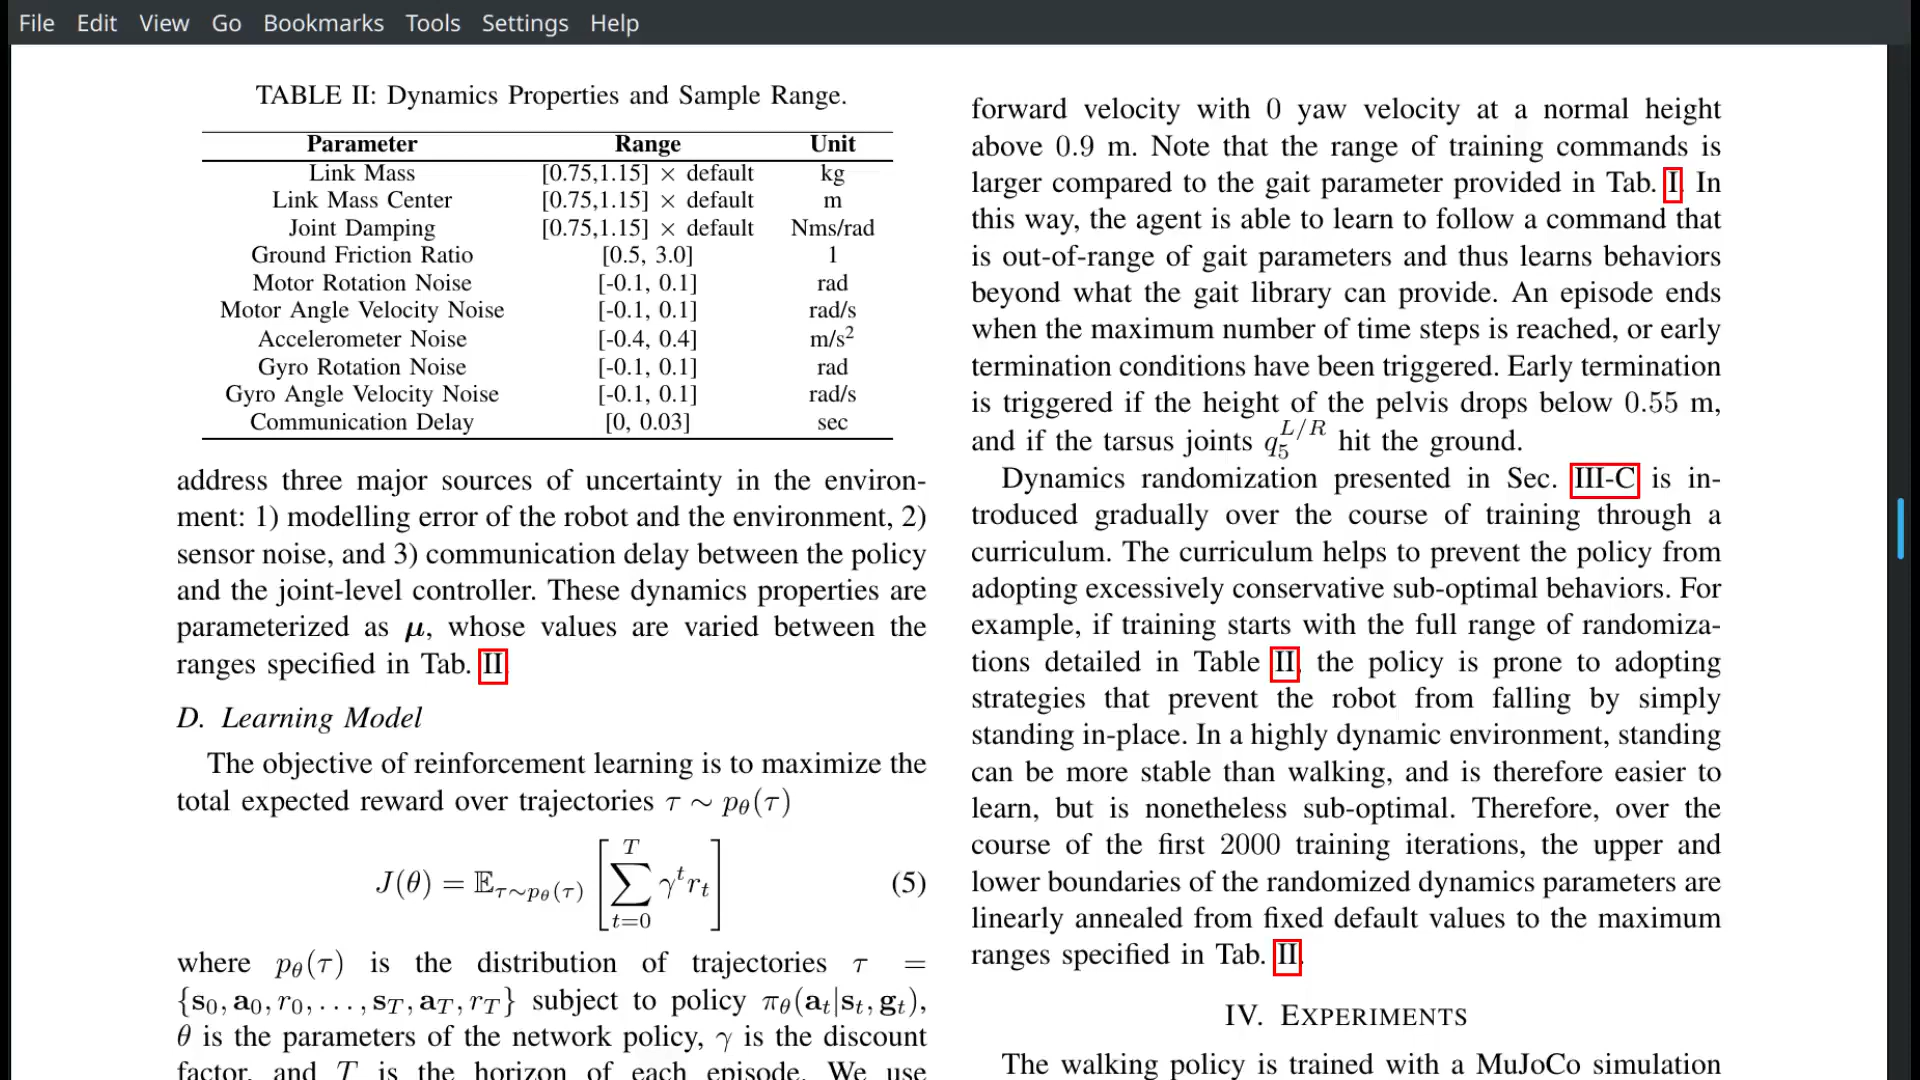 File Edit View Go Bookmarks Tools Settings Help
TABLE II: Dynamics Properties and Sample Range.
Parameter Range Unit
Link Mass [0.75,1.15] × default kg
Link Mass Center [0.75,1.15] × default m
Joint Damping [0.75,1.15] × default Nms/rad
Ground Friction Ratio [0.5, 3.0] 1
Motor Rotation Noise [-0.1, 0.1] rad
Motor Angle Velocity Noise [-0.1, 0.1] rad/s
Accelerometer Noise [-0.4, 0.4] m/s²
Gyro Rotation Noise [-0.1, 0.1] rad
Gyro Angle Velocity Noise [-0.1, 0.1] rad/s
Communication Delay [0, 0.03] sec
address three major sources of uncertainty in the environ-
ment: 1) modelling error of the robot and the environment, 2)
sensor noise, and 3) communication delay between the policy
and the joint-level controller. These dynamics properties are
parameterized as μ, whose values are varied between the
ranges specified in Tab. II.
D. Learning Model
The objective of reinforcement learning is to maximize the
total expected reward over trajectories τ ∼ pθ(τ)
J(θ) = 𝔼τ∼pθ(τ) [∑_{t=0}^{T} γ^t r_t] (5)
where pθ(τ) is the distribution of trajectories τ =
{s₀, a₀, r₀, . . . , s_T, a_T, r_T} subject to policy πθ(a_t|s_t, g_t),
θ is the parameters of the network policy, γ is the discount
factor, and T is the horizon of each episode. We use
forward velocity with 0 yaw velocity at a normal height
above 0.9 m. Note that the range of training commands is
larger compared to the gait parameter provided in Tab. I. In
this way, the agent is able to learn to follow a command that
is out-of-range of gait parameters and thus learns behaviors
beyond what the gait library can provide. An episode ends
when the maximum number of time steps is reached, or early
termination conditions have been triggered. Early termination
is triggered if the height of the pelvis drops below 0.55 m,
and if the tarsus joints q_5^{L/R} hit the ground.
Dynamics randomization presented in Sec. III-C is in-
troduced gradually over the course of training through a
curriculum. The curriculum helps to prevent the policy from
adopting excessively conservative sub-optimal behaviors. For
example, if training starts with the full range of randomiza-
tions detailed in Table II, the policy is prone to adopting
strategies that prevent the robot from falling by simply
standing in-place. In a highly dynamic environment, standing
can be more stable than walking, and is therefore easier to
learn, but is nonetheless sub-optimal. Therefore, over the
course of the first 2000 training iterations, the upper and
lower boundaries of the randomized dynamics parameters are
linearly annealed from fixed default values to the maximum
ranges specified in Tab. II.
IV. EXPERIMENTS
The walking policy is trained with a MuJoCo simulation